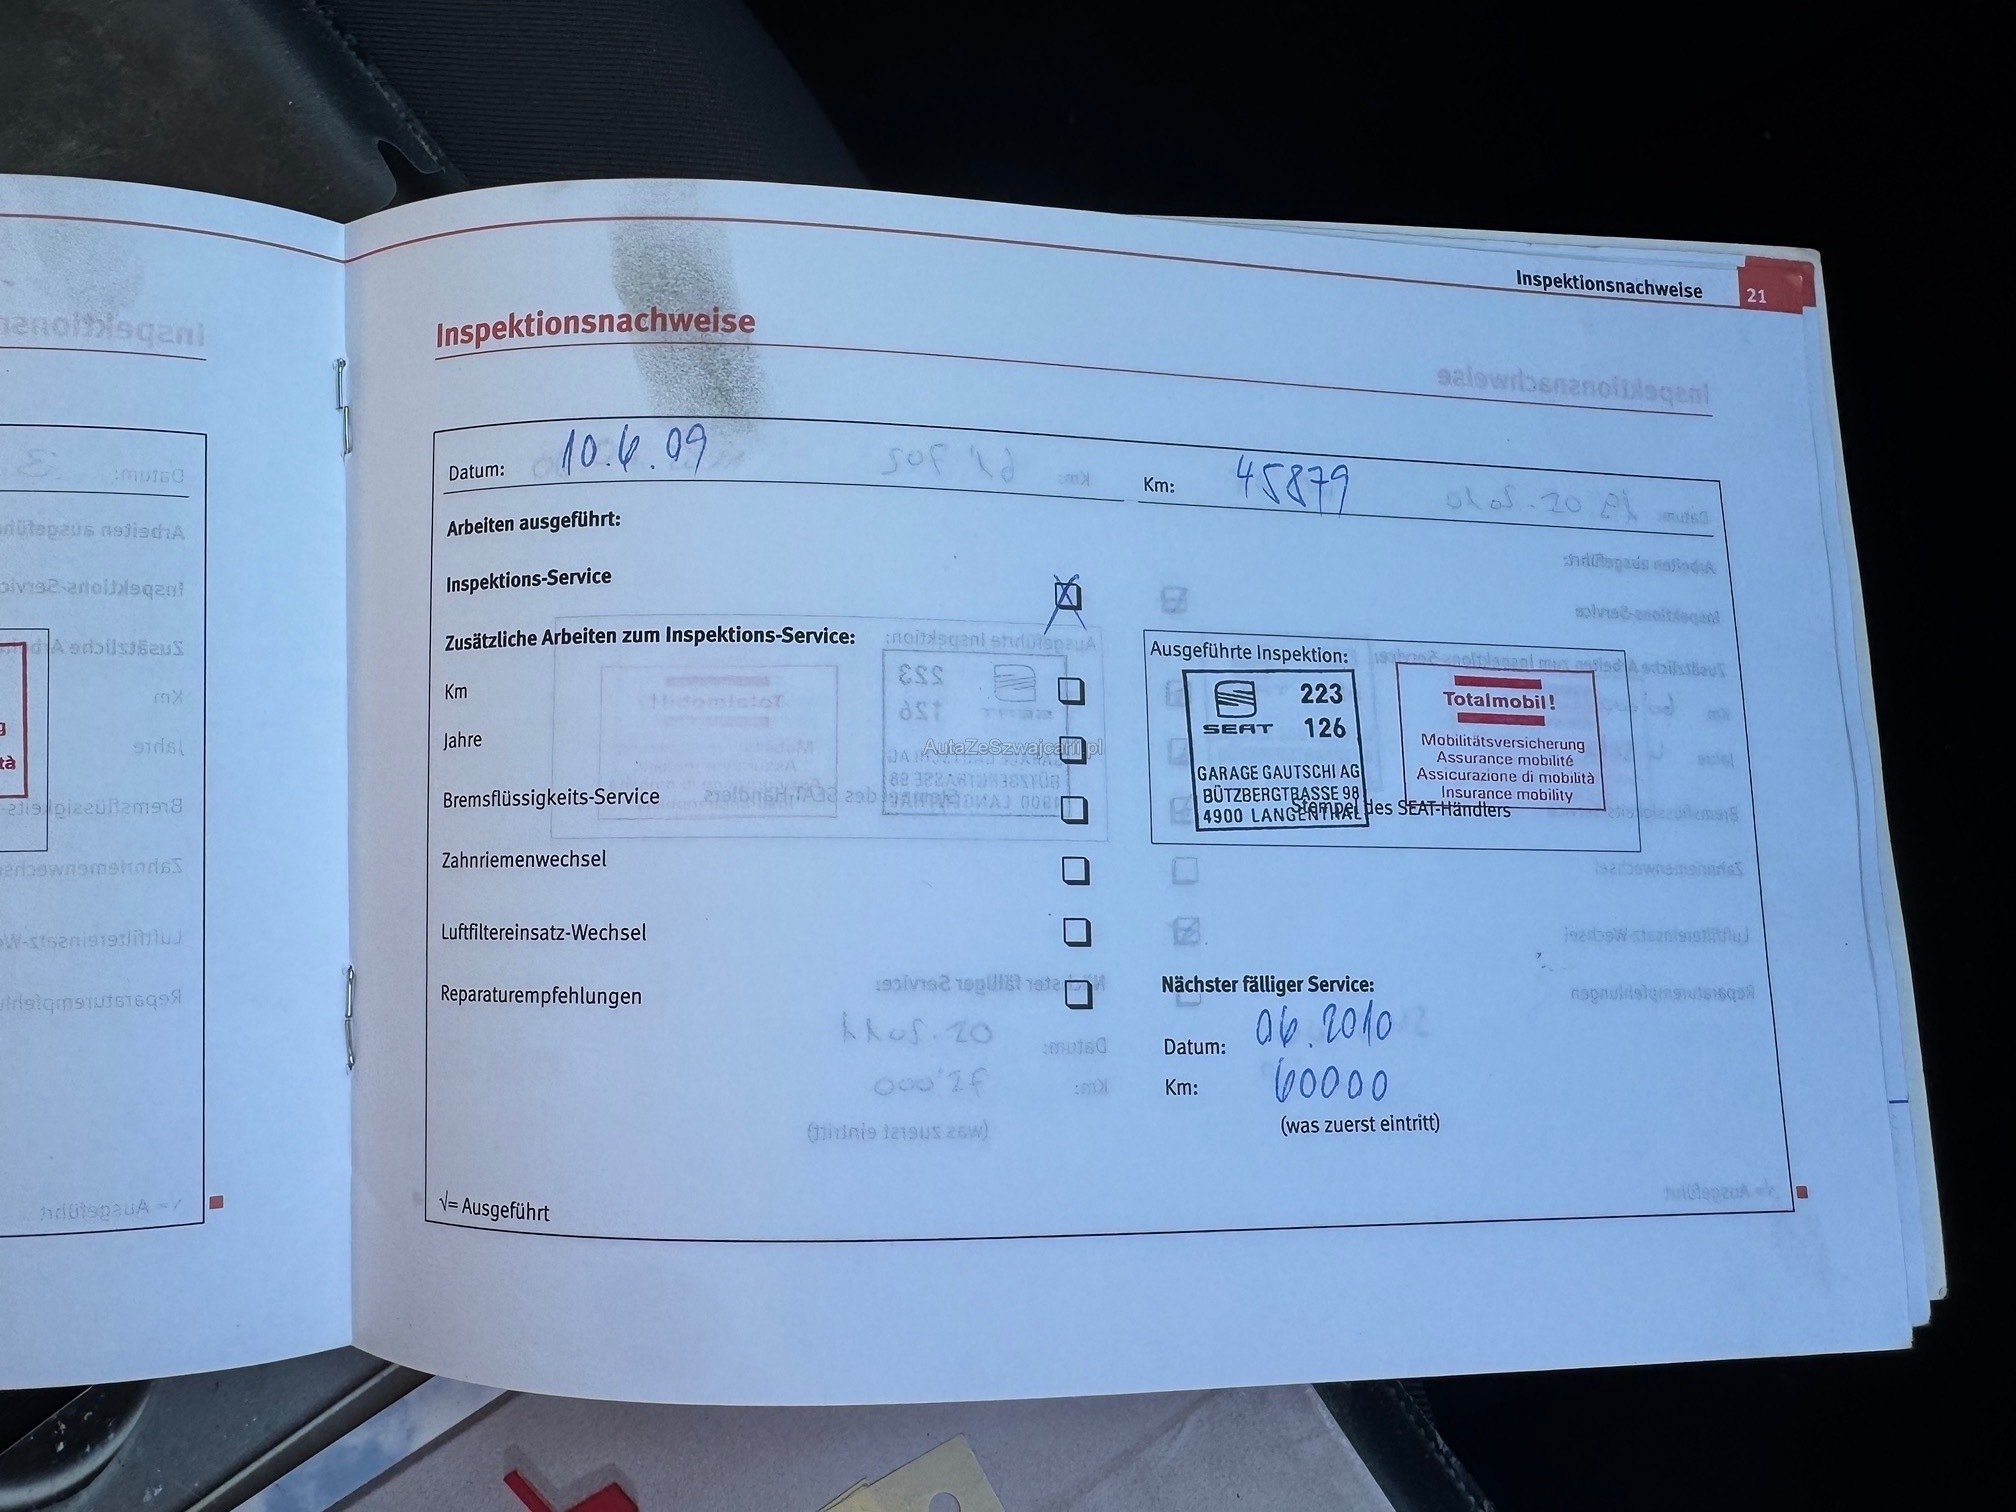 Inspektionsnachweise 21
Inspektionsnachweise
Datum: 10.6.09 Km: 45879
Arbeiten ausgeführt:
Inspektions-Service
Zusätzliche Arbeiten zum Inspektions-Service:
Km
Jahre
Bremsflüssigkeits-Service
Zahnriemenwechsel
Luftfiltereinsatz-Wechsel
Reparaturempfehlungen
√= Ausgeführt
Ausgeführte Inspektion:
223
SEAT 126
GARAGE GAUTSCHI AG
BÜTZBERGTRASSE 98
4900 LANGENTHAL
Totalmobil!
Mobilitätsversicherung
Assurance mobilité
Assicurazione di mobilità
Insurance mobility
Stempel des SEAT-Händlers
Nächster fälliger Service:
Datum: 06.2010
Km: 60000
(was zuerst eintritt)
AutaZeSzwajcarii.pl